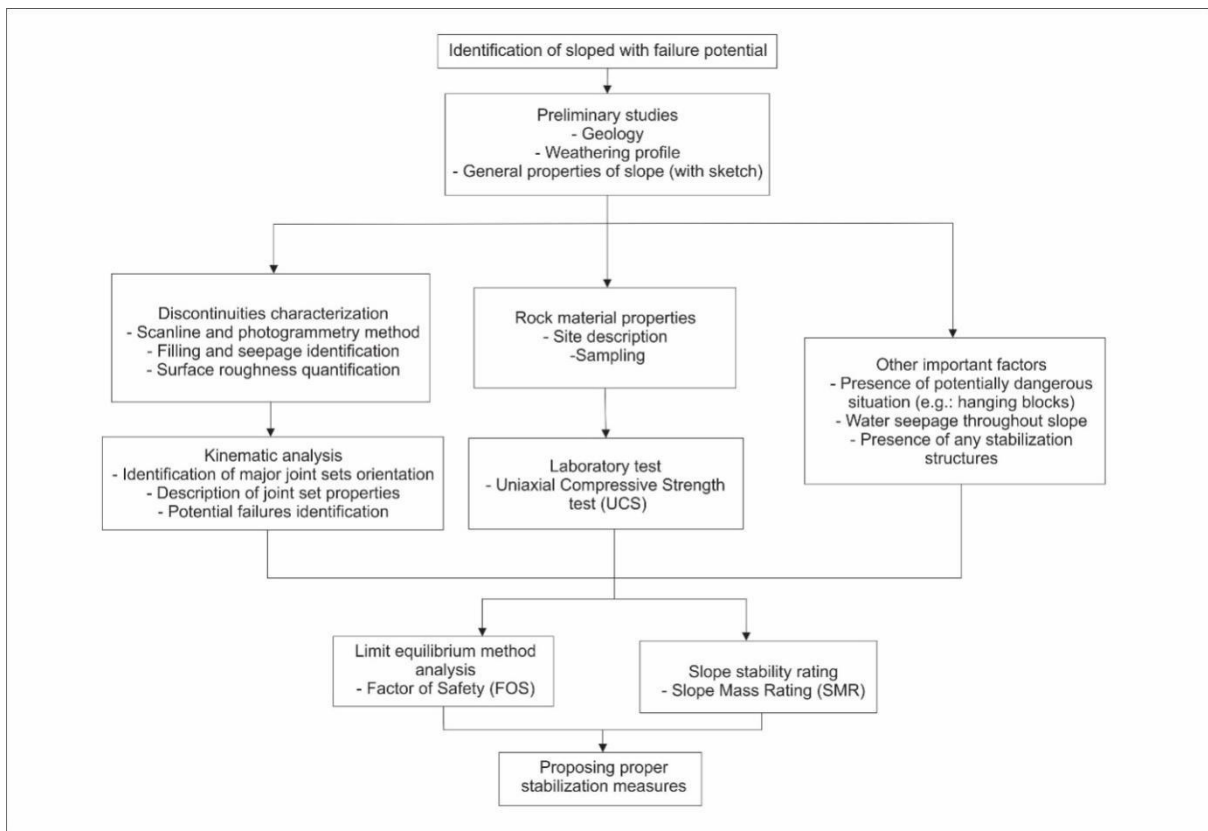 Identification of sloped with failure potential
Preliminary studies
- Geology
- Weathering profile
- General properties of slope (with sketch)
Discontinuities characterization
- Scanline and photogrammetry method
- Filling and seepage identification
- Surface roughness quantification
Rock material properties
- Site description
-Sampling
Other important factors
- Presence of potentially dangerous
situation (e.g.: hanging blocks)
- Water seepage throughout slope
- Presence of any stabilization
structures
Kinematic analysis
- Identification of major joint sets orientation
- Description of joint set properties
- Potential failures identification
Laboratory test
- Uniaxial Compressive Strength
test (UCS)
Limit equilibrium method
analysis
- Factor of Safety (FOS)
Slope stability rating
- Slope Mass Rating (SMR)
Proposing proper
stabilization measures